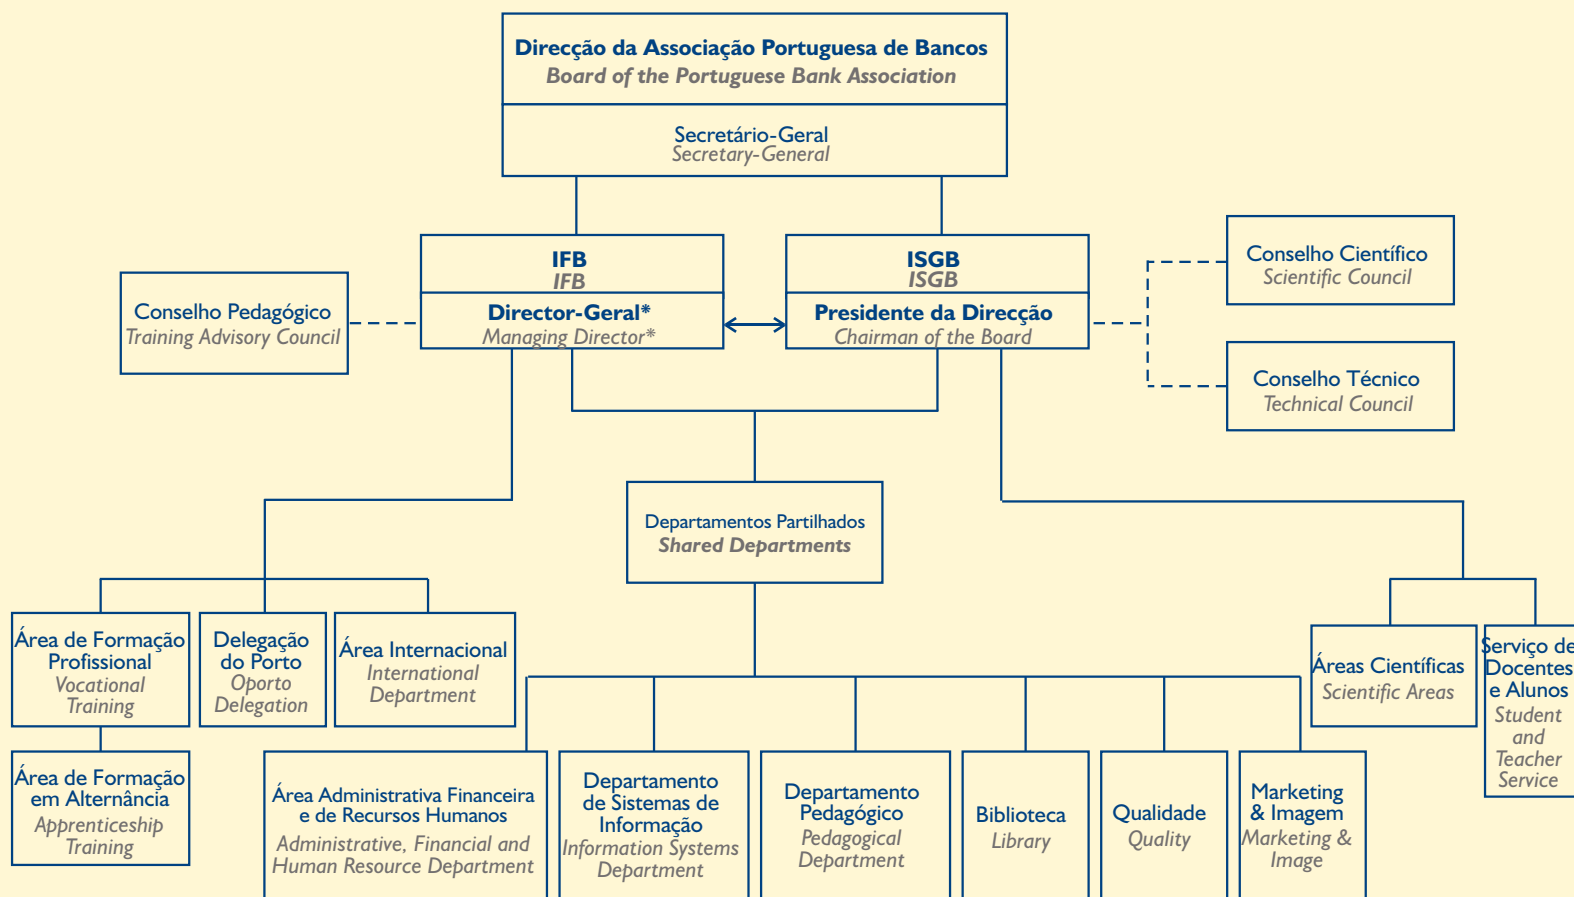 Direcção da Associação Portuguesa de Bancos
Board of the Portuguese Bank Association
Secretário-Geral
Secretary-General
IFB
IFB
Director-Geral*
Managing Director*
ISGB
ISGB
Presidente da Direcção
Chairman of the Board
Conselho Pedagógico
Training Advisory Council
Conselho Científico
Scientific Council
Conselho Técnico
Technical Council
Departamentos Partilhados
Shared Departments
Área de Formação
Profissional
Vocational
Training
Delegação
do Porto
Oporto
Delegation
Área Internacional
International
Department
Áreas Científicas
Scientific Areas
Serviço de
Docentes
e Alunos
Student
and
Teacher
Service
Área de Formação
em Alternância
Apprenticeship
Training
Área Administrativa Financeira
e de Recursos Humanos
Administrative, Financial and
Human Resource Department
Departamento
de Sistemas de
Informação
Information Systems
Department
Departamento
Pedagógico
Pedagogical
Department
Biblioteca
Library
Qualidade
Quality
Marketing
& Imagem
Marketing &
Image